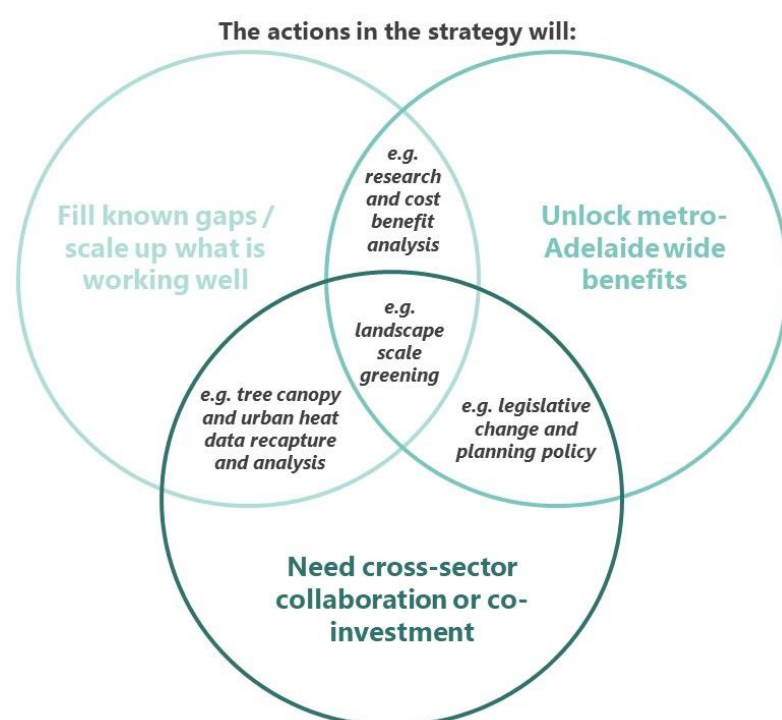 The actions in the strategy will:
e.g.
research
and cost
benefit
analysis
Fill known gaps /
scale up what is
working well
Unlock metro-
Adelaide wide
benefits
e.g.
landscape
scale
greening
e.g. tree canopy
and urban heat
data recapture
and analysis
e.g. legislative
change and
planning policy
Need cross-sector
collaboration or co-
investment